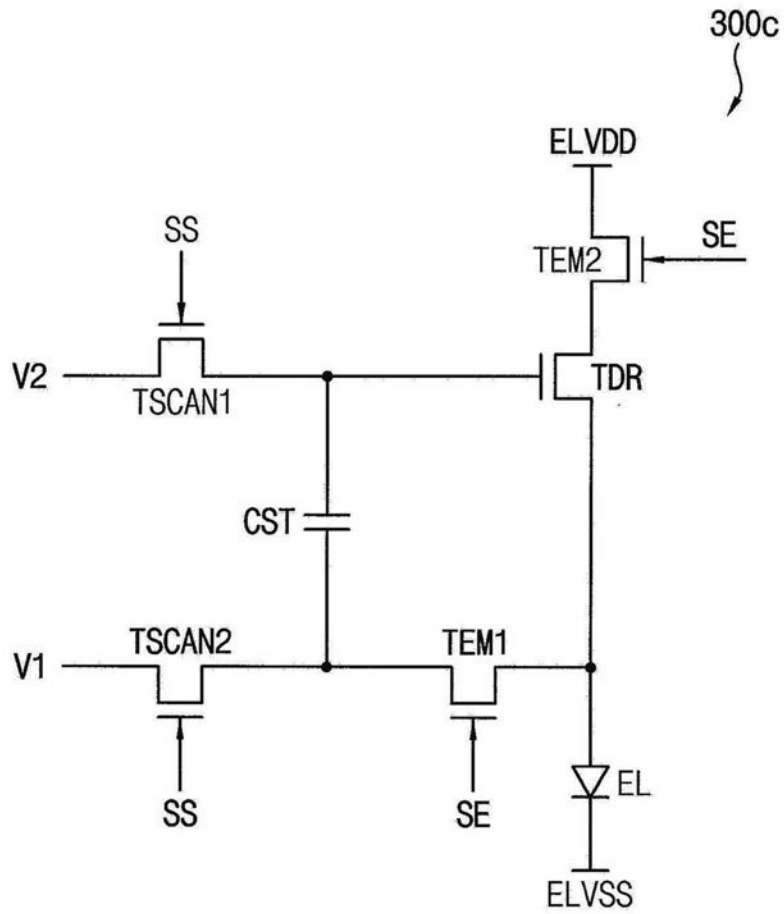 300c
ELVDD
SS
SE
TEM2
V2
TSCAN1
TDR
CST
TSCAN2
TEM1
V1
EL
SS
SE
ELVSS